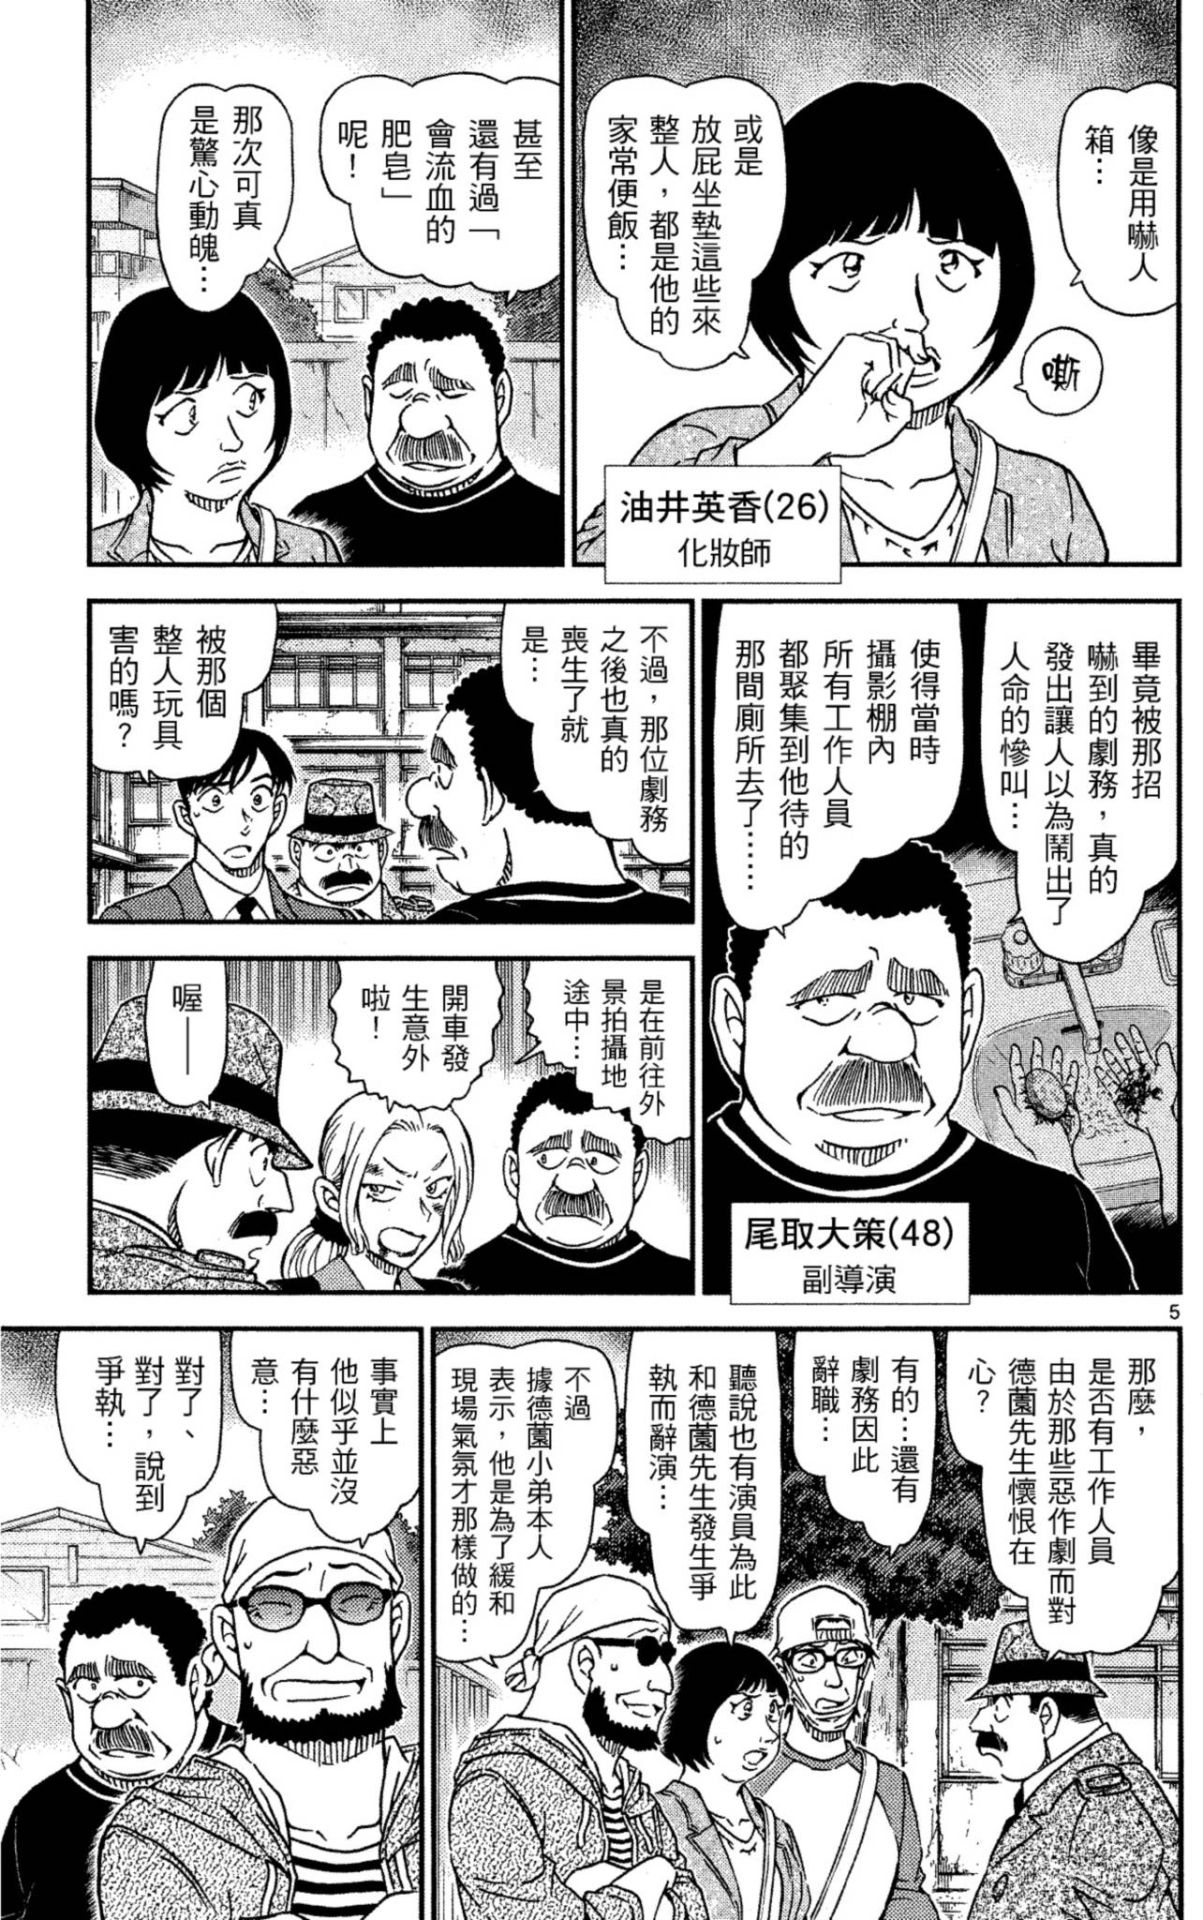 像是用嚇人
箱…
嘶
或是
放屁坐墊這些來
整人，都是他的
家常便飯…
油井英香(26)
化妝師
甚至
還有過「
會流血的
肥皂」
呢！
那次可真
是驚心動魄…
畢竟被那招
嚇到的劇務，真的
發出讓人以為鬧出了
人命的慘叫…
使得當時
攝影棚內
所有工作人員
都聚集到他待的
那間廁所去了……
尾取大策(48)
副導演
不過，那位劇務
之後也真的
喪生了就
是…
被那個
整人玩具
害的嗎？
是在前往外
景拍攝地
途中…
開車發
生意外
啦！
喔——
5
那麼，
是否有工作人員
由於那些惡作劇而對
德薗先生懷恨在
心？
有的…還有
劇務因此
辭職…
聽說也有演員為此
和德薗先生發生爭
執而辭演…
不過
據德薗小弟本人
表示，他是為了緩和
現場氣氛才那樣做的…
事實上
他似乎並沒
有什麼惡
意…
對了、
對了，說到
爭執…